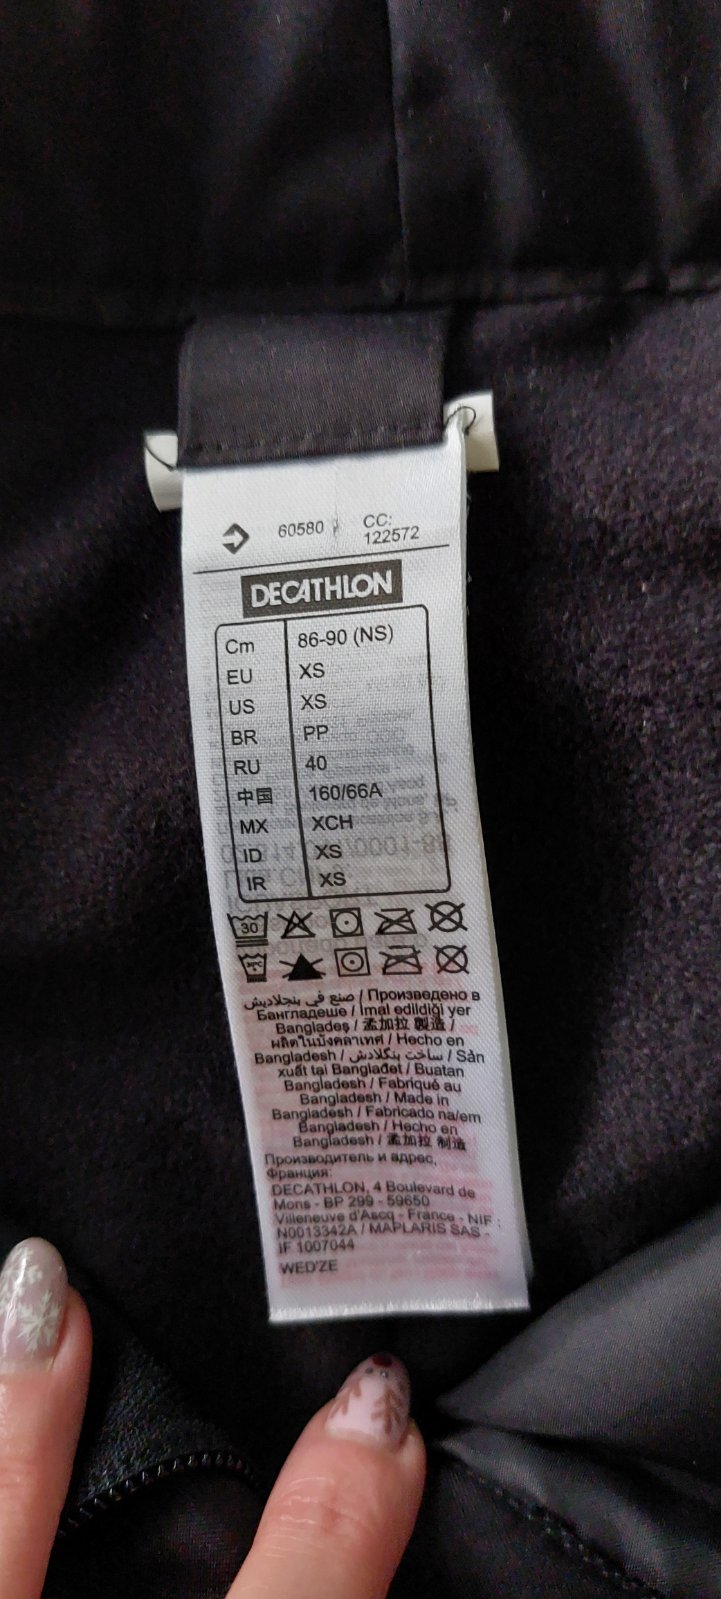 60580
CC:
122572
DECATHLON
Cm 86-90 (NS)
EU XS
US XS
BR PP
RU 40
中国 160/66A
MX XCH
ID XS
IR XS
30
صنع في بنجلاديش / Произведено в
Бангладеше / İmal edildiği yer
Bangladeş / 孟加拉 製造 /
ผลิตในบังคลาเทศ / Hecho en
Bangladesh / ساخت بنگلادش / Sản
xuất tại Banglađet / Buatan
Bangladesh / Fabriqué au
Bangladesh / Made in
Bangladesh / Fabricado na/em
Bangladesh / Hecho en
Bangladesh / 孟加拉 制造
Производитель и адрес,
Франция:
DECATHLON, 4 Boulevard de
Mons - BP 299 - 59650
Villeneuve d'Ascq - France - NIF :
N0013342A / MAPLARIS SAS -
IF 1007044
WED'ZE